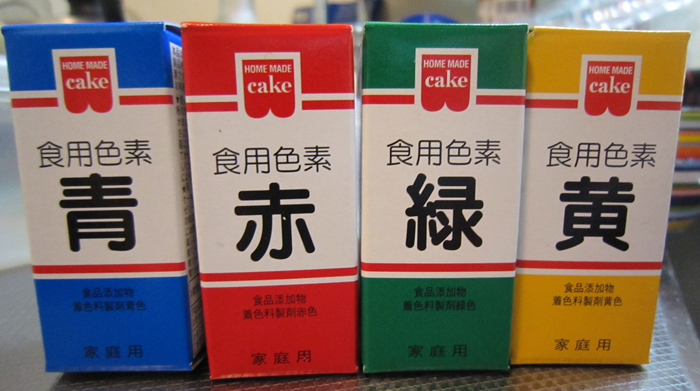 HOME MADE
cake
食用色素
青
食品添加物
着色料製剤青色
家庭用
HOME MADE
cake
食用色素
赤
食品添加物
着色料製剤赤色
家庭用
HOME MADE
cake
食用色素
緑
食品添加物
着色料製剤緑色
家庭用
HOME MADE
cake
食用色素
黄
食品添加物
着色料製剤黄色
家庭用